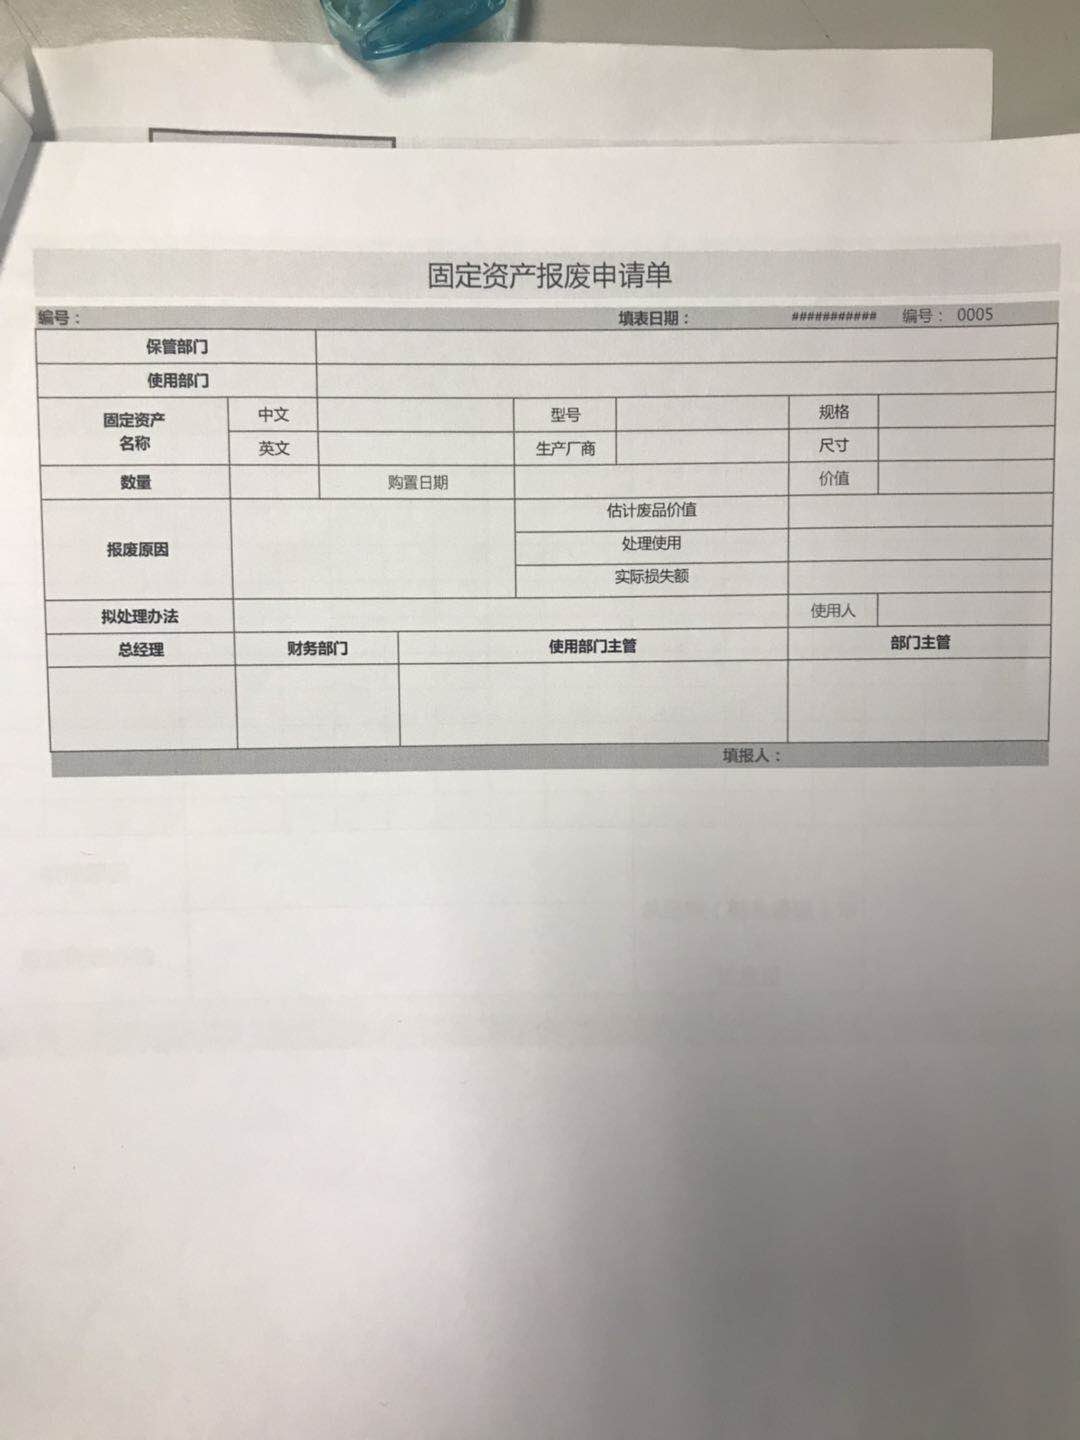 固定资产报废申请单
编号： 填表日期： ########### 编号： 0005
保管部门
使用部门
固定资产
名称
中文 型号 规格
英文 生产厂商 尺寸
数量 购置日期 价值
报废原因
估计废品价值
处理使用
实际损失额
拟处理办法 使用人
总经理 财务部门 使用部门主管 部门主管
填报人：